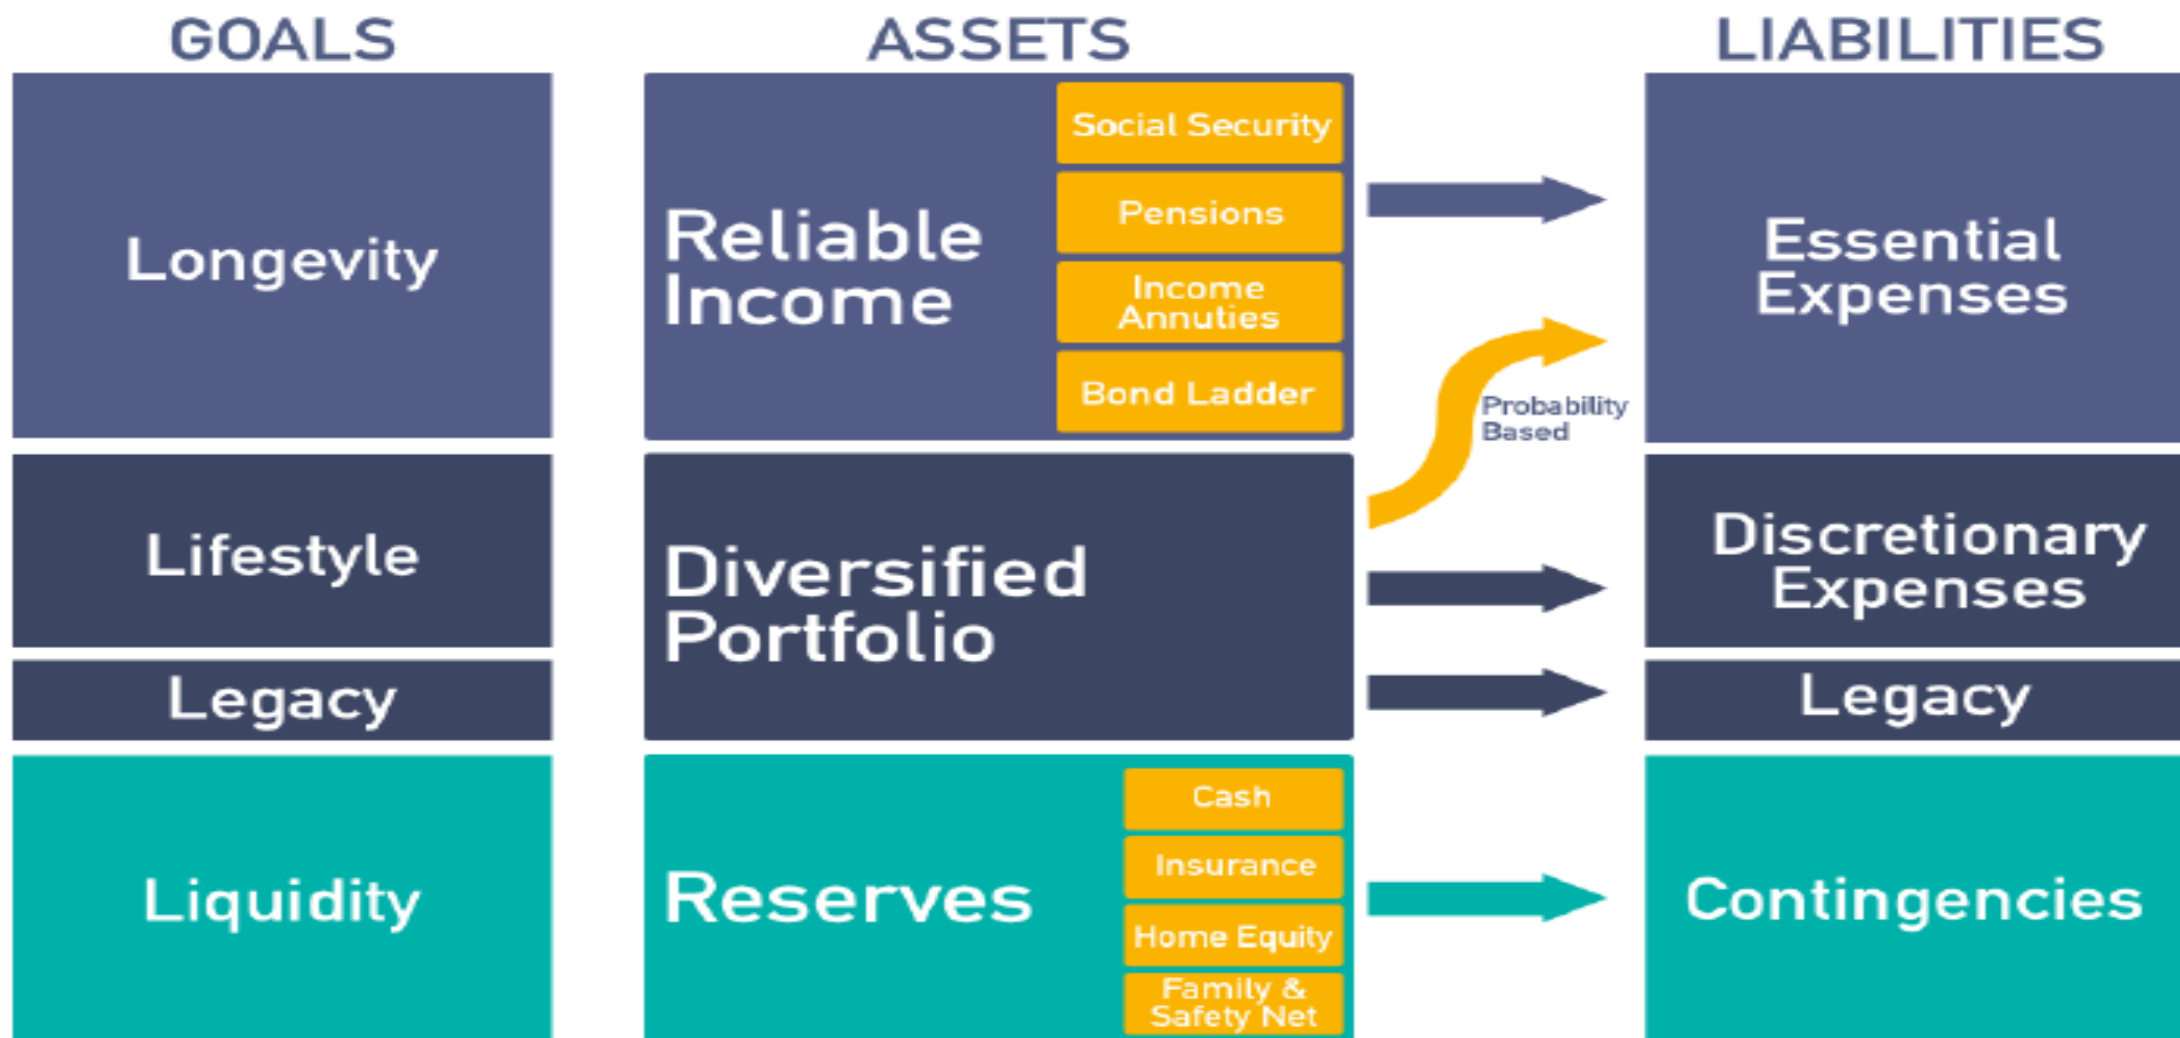 GOALS
ASSETS
LIABILITIES
Longevity
Lifestyle
Legacy
Liquidity
Reliable
Income
Social Security
Pensions
Income
Annuties
Bond Ladder
Diversified
Portfolio
Reserves
Cash
Insurance
Home Equity
Family &
Safety Net
Probability
Based
Essential
Expenses
Discretionary
Expenses
Legacy
Contingencies